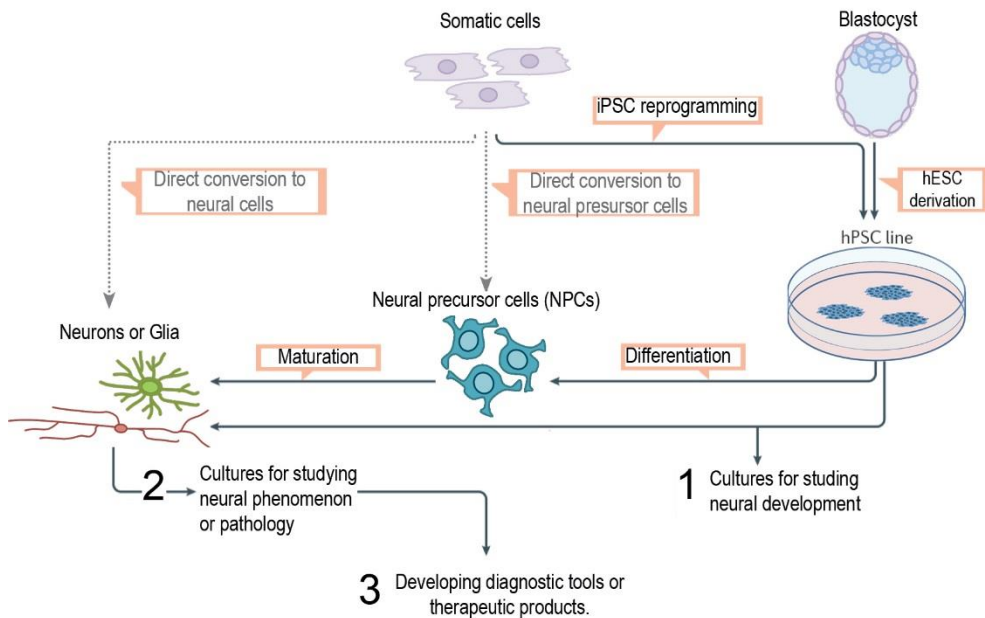 Somatic cells
Blastocyst
iPSC reprogramming
Direct conversion to
neural cells
Direct conversion to
neural presursor cells
hESC
derivation
hPSC line
Neural precursor cells (NPCs)
Neurons or Glia
Maturation
Differentiation
2
Cultures for studying
neural phenomenon
or pathology
1
Cultures for studing
neural development
3
Developing diagnostic tools or
therapeutic products.